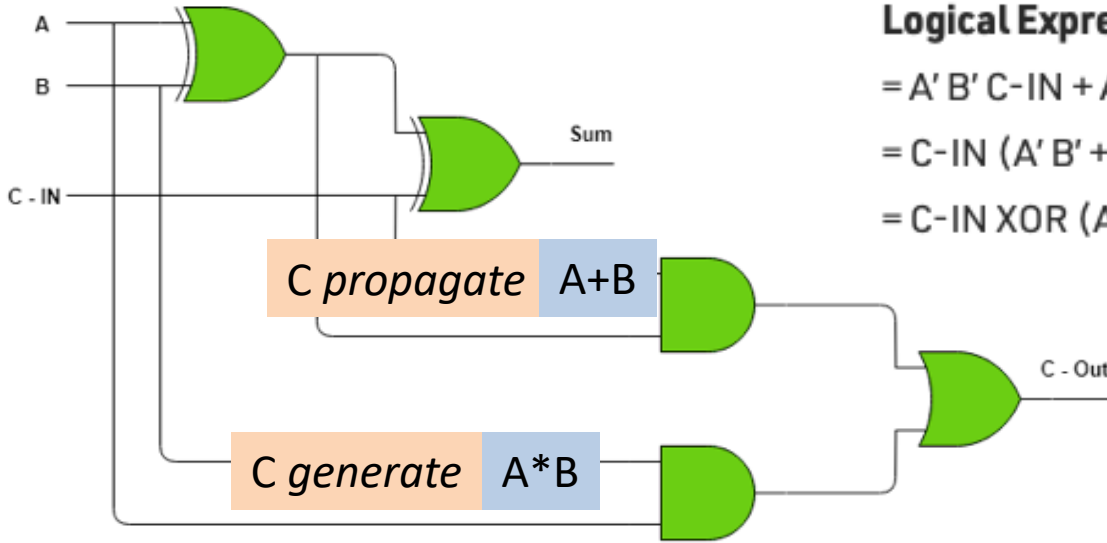 A
B
C - IN
Sum
C propagate A+B
C generate A*B
C - Out
Logical Expre
= A′ B′ C-IN + A
= C-IN (A′ B′ +
= C-IN XOR (A